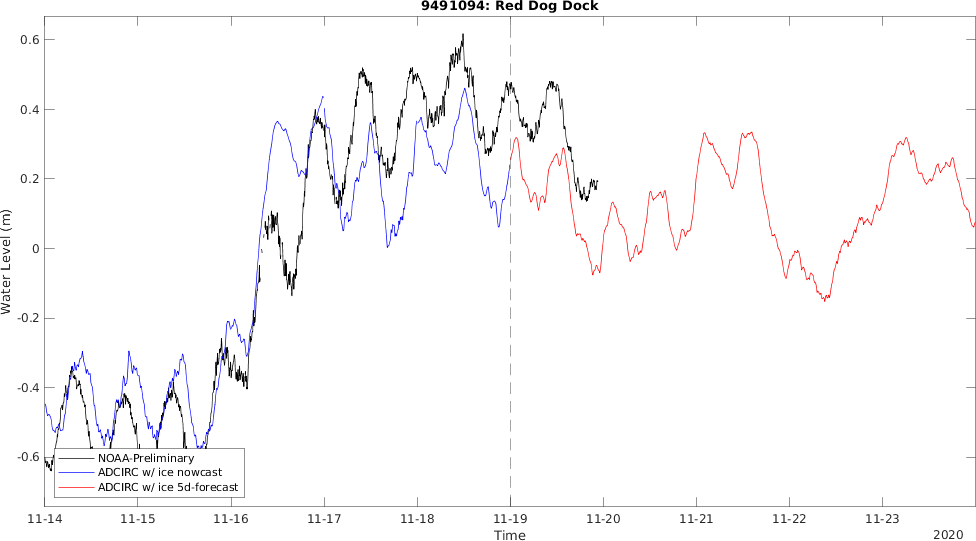 9491094: Red Dog Dock
Water Level (m)
0.6
0.4
0.2
0
-0.2
-0.4
-0.6
NOAA-Preliminary
ADCIRC w/ ice nowcast
ADCIRC w/ ice 5d-forecast
11-14 11-15 11-16 11-17 11-18 11-19 11-20 11-21 11-22 11-23
Time
2020